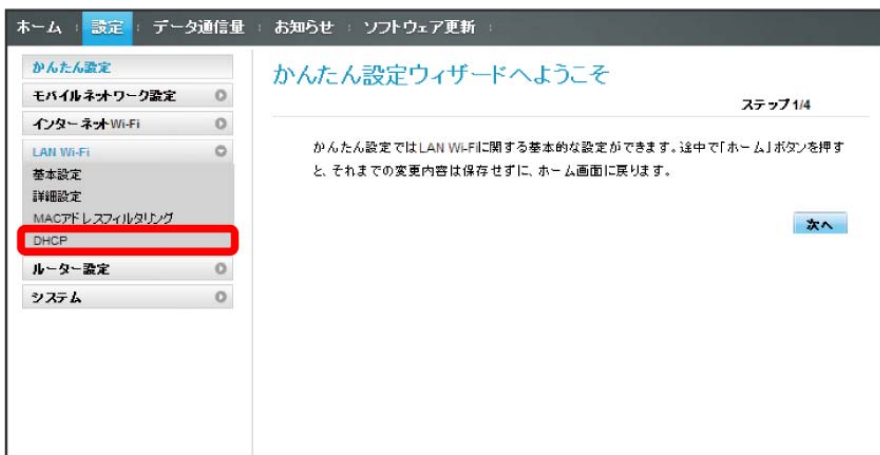 ホーム 設定 データ通信量 お知らせ ソフトウェア更新
かんたん設定
モバイルネットワーク設定
インターネットWi-Fi
LAN Wi-Fi
基本設定
詳細設定
MACアドレスフィルタリング
DHCP
ルーター設定
システム
かんたん設定ウィザードへようこそ
ステップ1/4
かんたん設定ではLAN Wi-Fiに関する基本的な設定ができます。途中で「ホーム」ボタンを押す
と、それまでの変更内容は保存せずに、ホーム画面に戻ります。
次へ